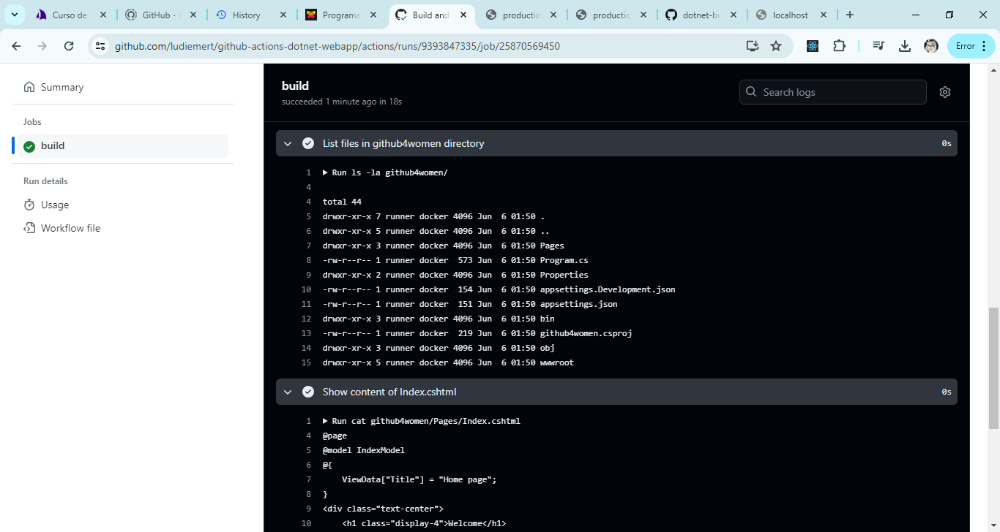 Curso de
GitHub -
History
Programa
Build and
productio
productio
dotnet-bu
localhost
github.com/ludiemert/github-actions-dotnet-webapp/actions/runs/9393847335/job/25870569450
Error
Summary
Jobs
build
Run details
Usage
Workflow file
build
succeeded 1 minute ago in 18s
Search logs
List files in github4women directory 0s
1 Run ls -la github4women/
4
4 total 44
5 drwxr-xr-x 7 runner docker 4096 Jun  6 01:50 .
6 drwxr-xr-x 5 runner docker 4096 Jun  6 01:50 ..
7 drwxr-xr-x 3 runner docker 4096 Jun  6 01:50 Pages
8 -rw-r--r-- 1 runner docker  573 Jun  6 01:50 Program.cs
9 drwxr-xr-x 2 runner docker 4096 Jun  6 01:50 Properties
10 -rw-r--r-- 1 runner docker  154 Jun  6 01:50 appsettings.Development.json
11 -rw-r--r-- 1 runner docker  151 Jun  6 01:50 appsettings.json
12 drwxr-xr-x 3 runner docker 4096 Jun  6 01:50 bin
13 -rw-r--r-- 1 runner docker  219 Jun  6 01:50 github4women.csproj
14 drwxr-xr-x 3 runner docker 4096 Jun  6 01:50 obj
15 drwxr-xr-x 5 runner docker 4096 Jun  6 01:50 wwwroot
Show content of Index.cshtml 0s
1 Run cat github4women/Pages/Index.cshtml
4 @page
5 @model IndexModel
6 @{
7     ViewData["Title"] = "Home page";
8 }
9 <div class="text-center">
10     <h1 class="display-4">Welcome</h1>